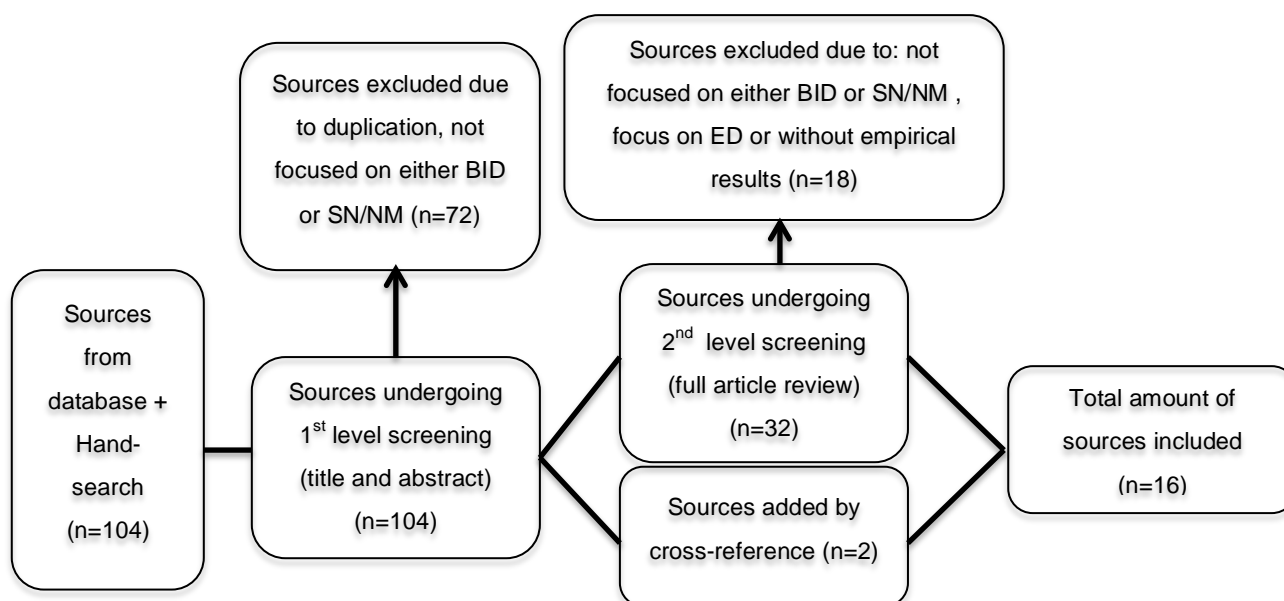 Sources
from
database +
Hand-
search
(n=104)
Sources excluded due
to duplication, not
focused on either BID
or SN/NM (n=72)
Sources undergoing
1st level screening
(title and abstract)
(n=104)
Sources excluded due to: not
focused on either BID or SN/NM ,
focus on ED or without empirical
results (n=18)
Sources undergoing
2nd level screening
(full article review)
(n=32)
Sources added by
cross-reference (n=2)
Total amount of
sources included
(n=16)